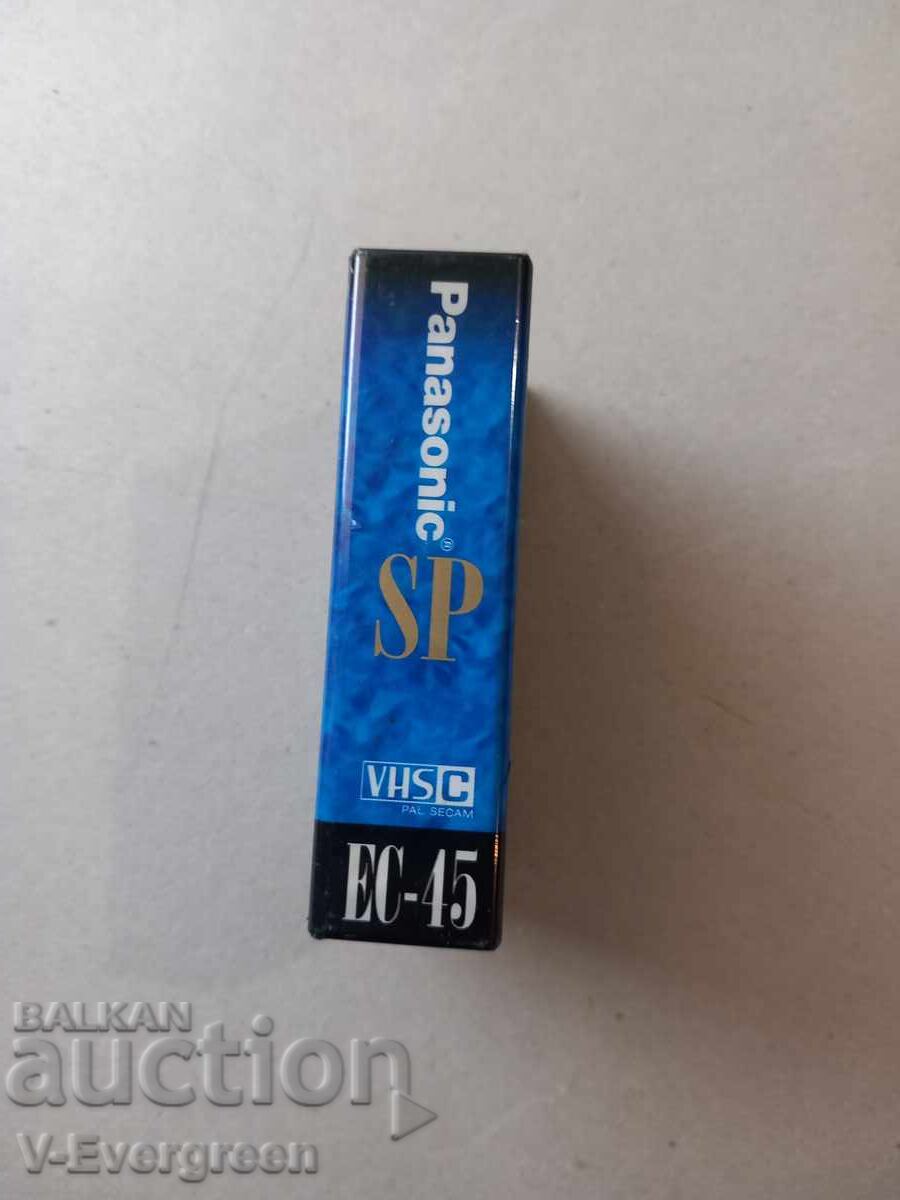 Panasonic®
SP
VHS C
PAL SECAM
EC-45
BALKAN
auction
V-Evergreen